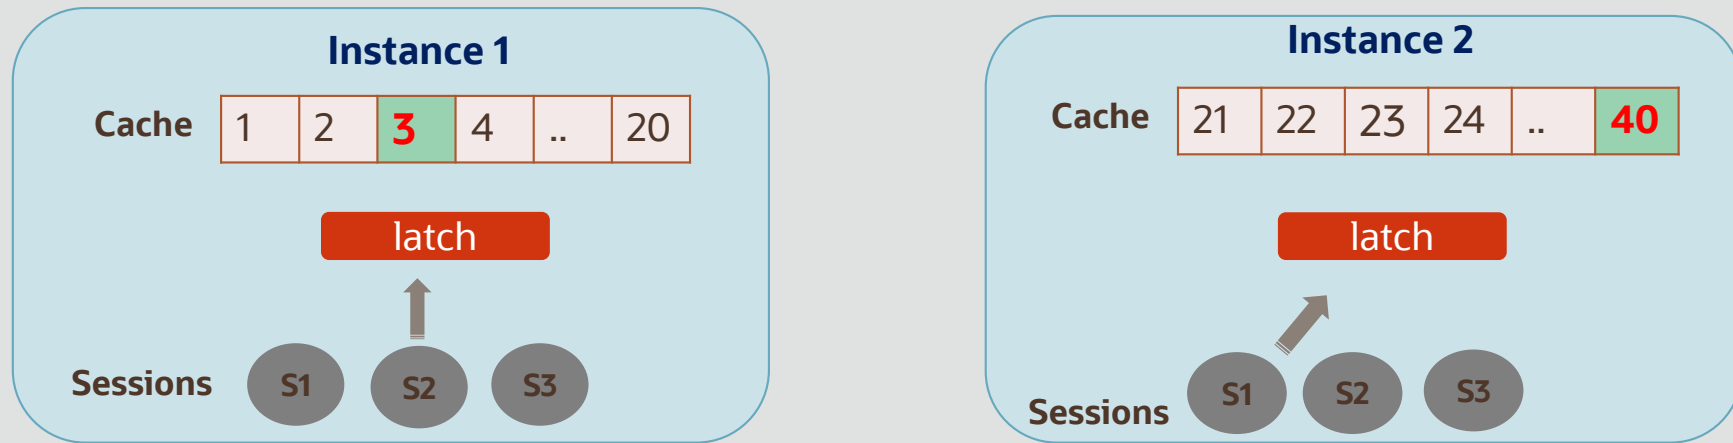 Instance 1
Cache 1 2 3 4 .. 20
latch
Sessions S1 S2 S3
Instance 2
Cache 21 22 23 24 .. 40
latch
Sessions S1 S2 S3